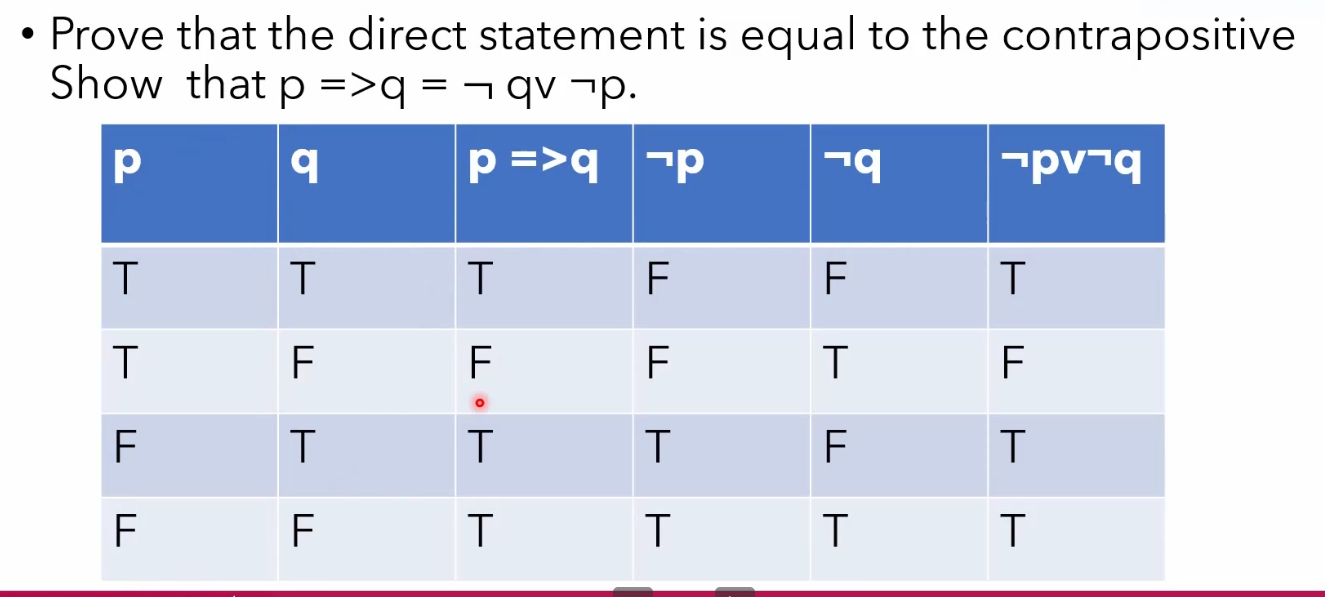 • Prove that the direct statement is equal to the contrapositive
Show that p =>q = ¬ qv ¬p.
p q p =>q ¬p ¬q ¬pv¬q
T T T F F T
T F F F T F
F T T T F T
F F T T T T